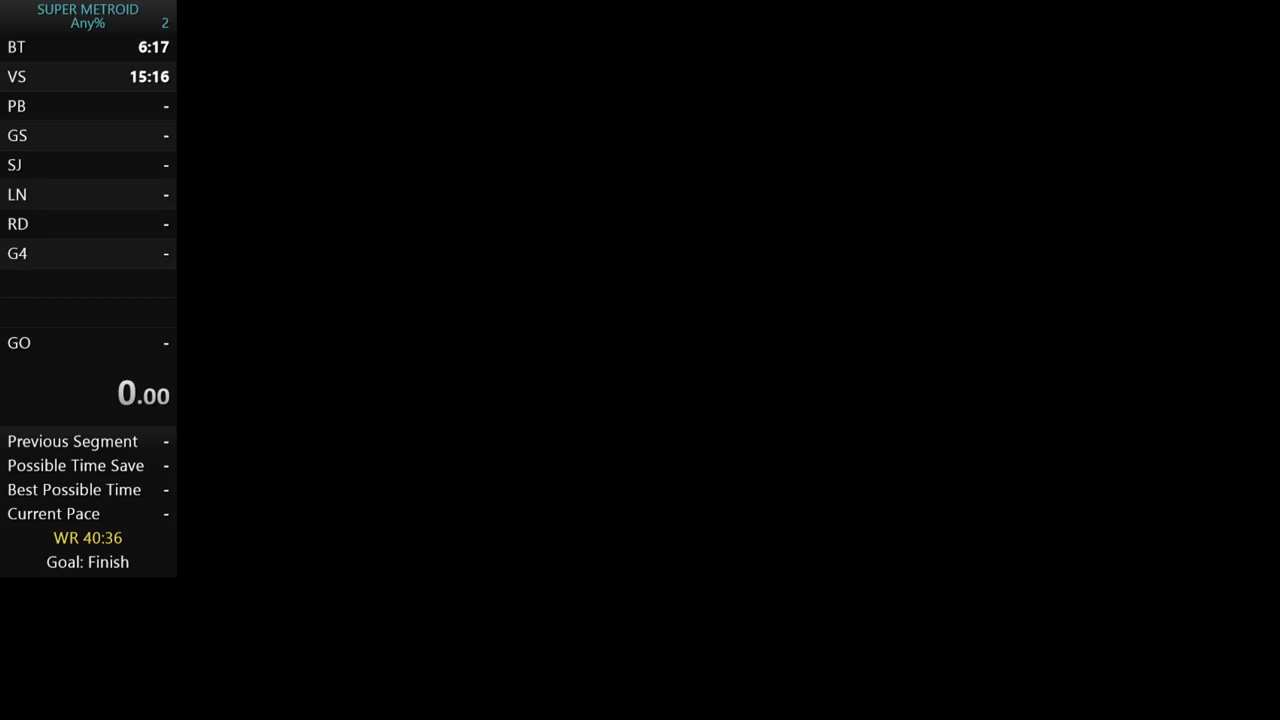 SUPER METROID
Any% 2
BT 6:17
VS 15:16
PB -
GS -
SJ -
LN -
RD -
G4 -
GO -
0.00
Previous Segment -
Possible Time Save -
Best Possible Time -
Current Pace -
WR 40:36
Goal: Finish